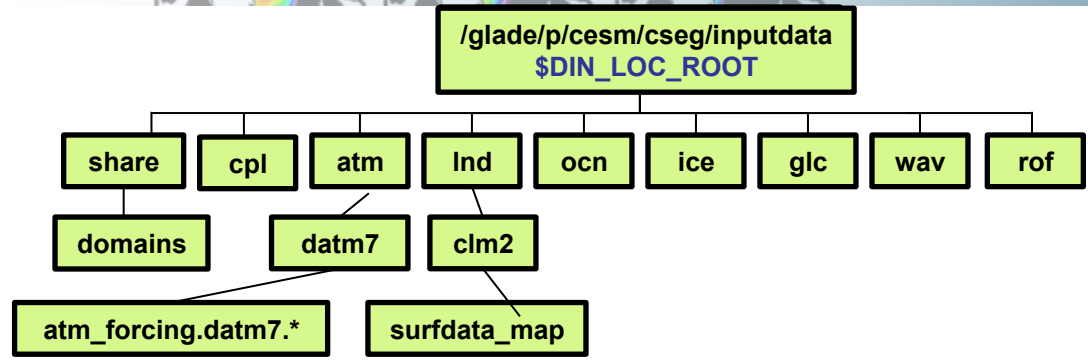 /glade/p/cesm/cseg/inputdata
$DIN_LOC_ROOT
share
cpl
atm
lnd
ocn
ice
glc
wav
rof
domains
datm7
clm2
atm_forcing.datm7.*
surfdata_map